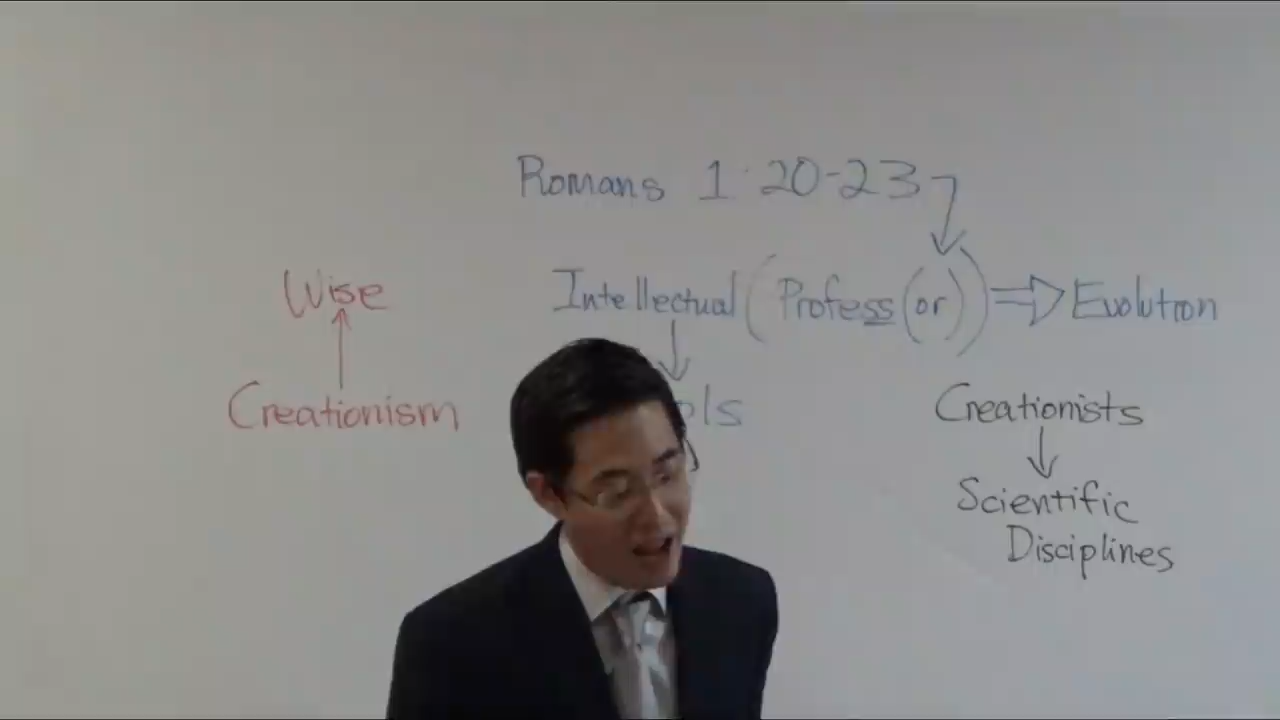 Romans 1:20-23
Wise Intellectual (Profess(or)) ⇒ Evolution
Creationism Creationists
Scientific
Disciplines